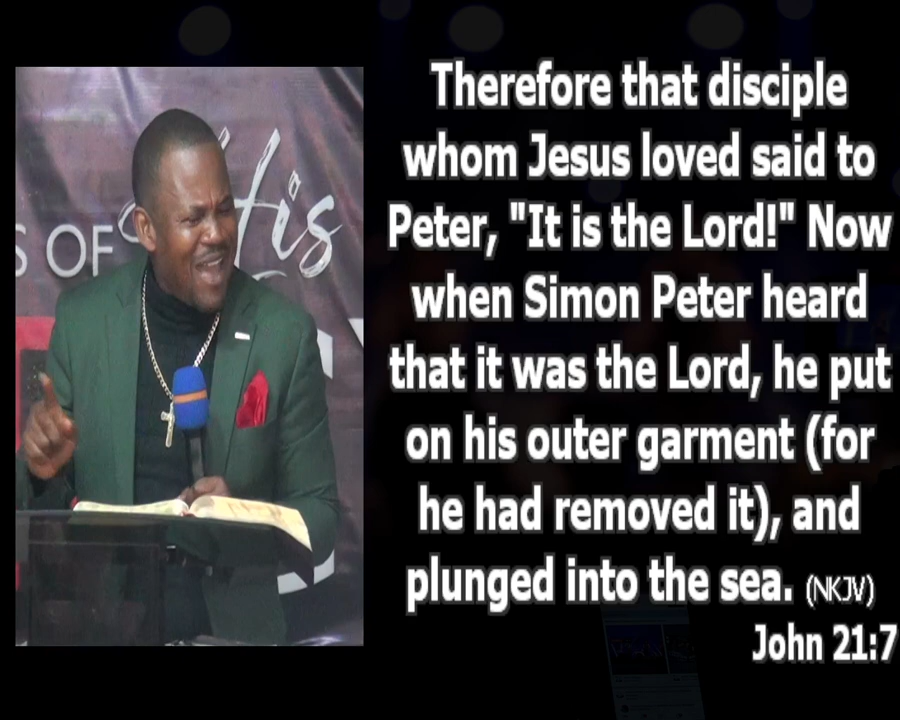 S OF His
Therefore that disciple
whom Jesus loved said to
Peter, "It is the Lord!" Now
when Simon Peter heard
that it was the Lord, he put
on his outer garment (for
he had removed it), and
plunged into the sea. (NKJV)
John 21:7